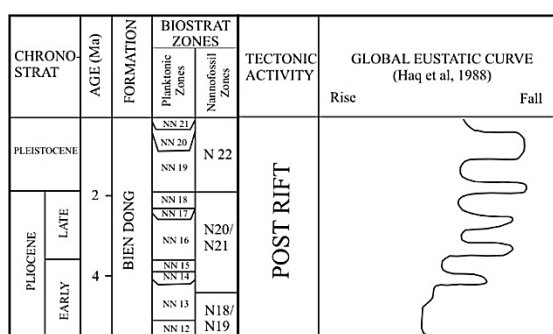 CHRONO-
STRAT
AGE (Ma)
FORMATION
BIOSTRAT
ZONES
Planktonic
Zones
Nannofossil
Zones
TECTONIC
ACTIVITY
GLOBAL EUSTATIC CURVE
(Haq et al, 1988)
Rise Fall
PLEISTOCENE
PLIOCENE
LATE
EARLY
2
4
BIEN DONG
NN 21
NN 20
NN 19
NN 18
NN 17
NN 16
NN 15
NN 14
NN 13
NN 12
N 22
N20/
N21
N18/
N19
POST RIFT